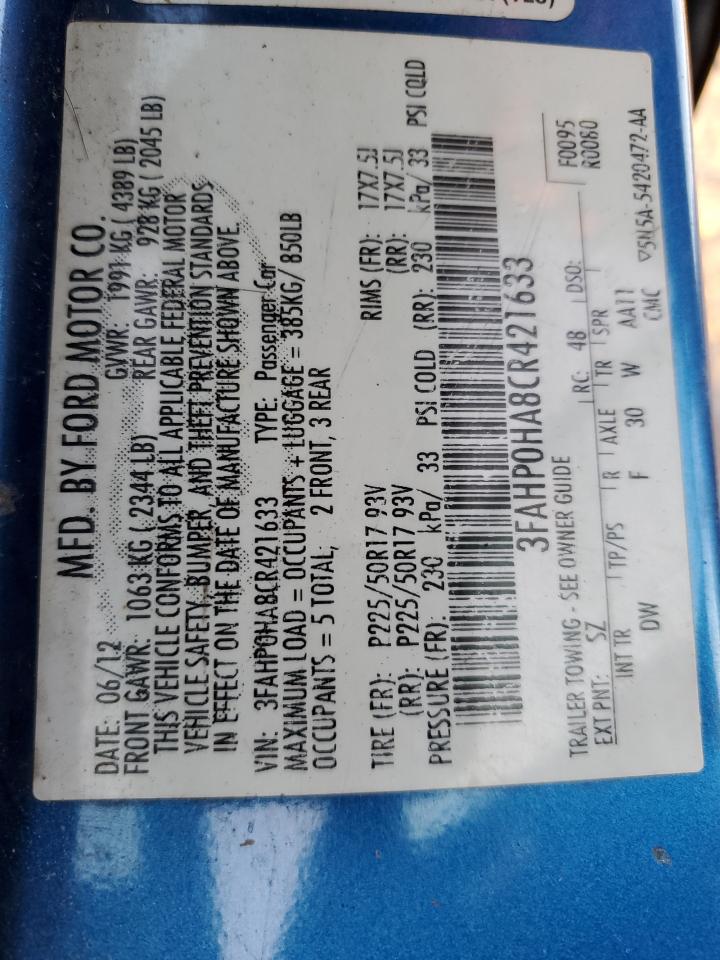 MFD. BY FORD MOTOR CO.
DATE: 06/12 GVWR: 1991 KG ( 4389 LB)
FRONT GAWR: 1063 KG ( 2344 LB) REAR GAWR: 928 KG ( 2045 LB)
THIS VEHICLE CONFORMS TO ALL APPLICABLE FEDERAL MOTOR
VEHICLE SAFETY, BUMPER, AND THEFT PREVENTION STANDARDS
IN EFFECT ON THE DATE OF MANUFACTURE SHOWN ABOVE.
VIN: 3FAHP0HA8CR421633 TYPE: Passenger Car
MAXIMUM LOAD = OCCUPANTS + LUGGAGE = 385KG/ 850LB
OCCUPANTS = 5 TOTAL, 2 FRONT, 3 REAR
TIRE (FR): P225/50R17 93V RIMS (FR): 17X7.5J
(RR): P225/50R17 93V (RR): 17X7.5J
PRESSURE (FR): 230 kPa/ 33 PSI COLD (RR): 230 kPa/ 33 PSI COLD
3FAHP0HA8CR421633
F0095
TRAILER TOWING - SEE OWNER GUIDE R0080
EXT PNT: SZ RC: 48 DSO:
INT TR TP/PS R AXLE TR SPR
DW F 30 W AA11
CMC ▽5N5A-5420472-AA